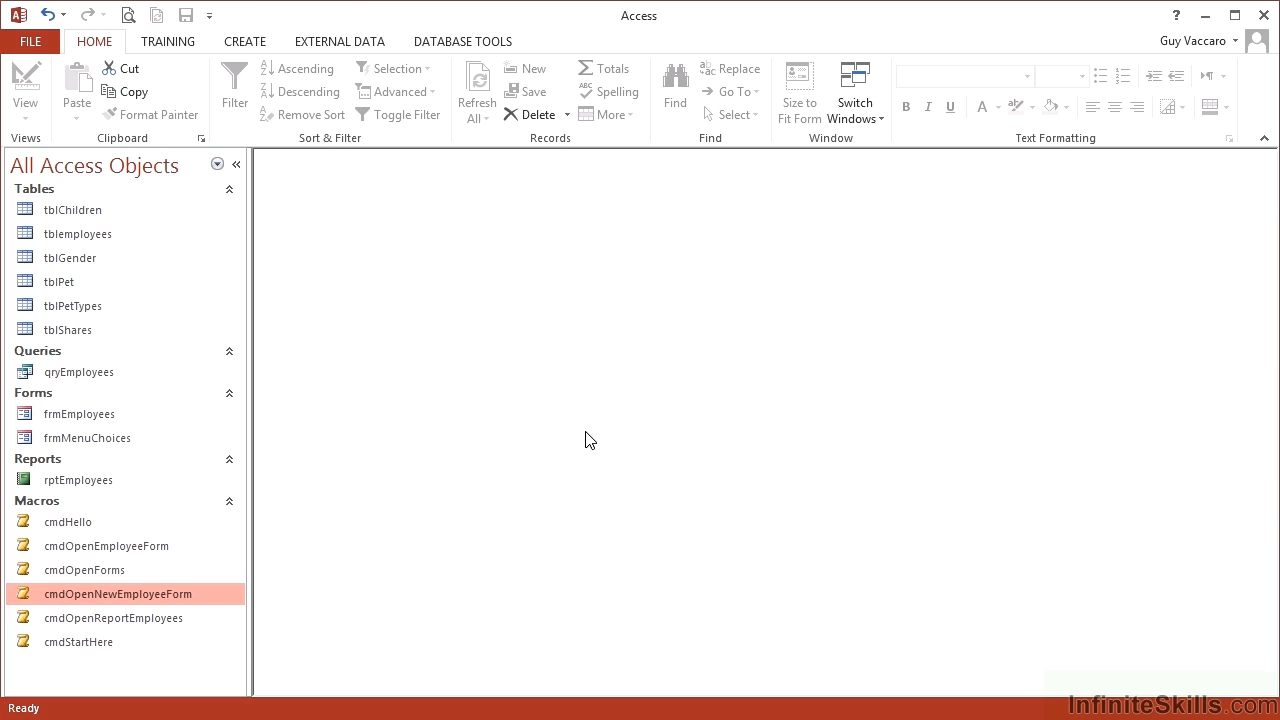 Access
?
FILE HOME TRAINING CREATE EXTERNAL DATA DATABASE TOOLS Guy Vaccaro
View
Views
Paste
Cut
Copy
Format Painter
Clipboard
Filter
Ascending
Descending
Remove Sort
Selection
Advanced
Toggle Filter
Sort & Filter
Refresh
All
New
Save
Delete
Totals
Spelling
More
Records
Find
Replace
Go To
Select
Find
Size to
Fit Form
Switch
Windows
Window
B I U A
Text Formatting
All Access Objects
Tables
tblChildren
tblemployees
tblGender
tblPet
tblPetTypes
tblShares
Queries
qryEmployees
Forms
frmEmployees
frmMenuChoices
Reports
rptEmployees
Macros
cmdHello
cmdOpenEmployeeForm
cmdOpenForms
cmdOpenNewEmployeeForm
cmdOpenReportEmployees
cmdStartHere
Ready
InfiniteSkills.com